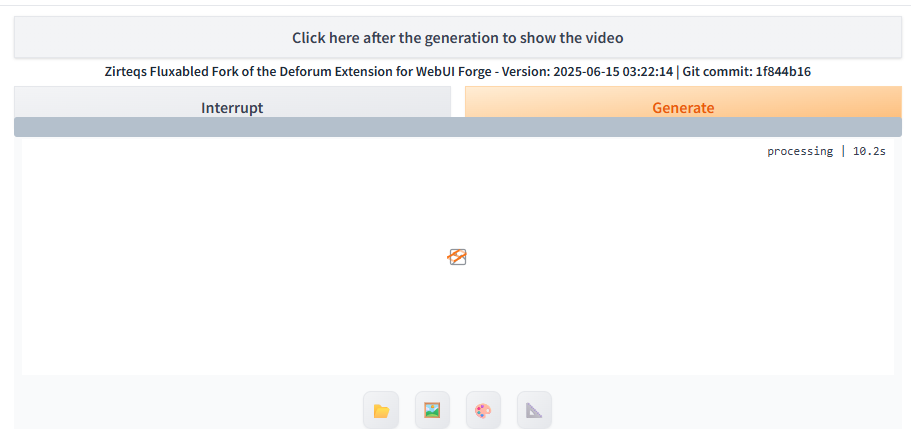 Click here after the generation to show the video
Zirteqs Fluxabled Fork of the Deforum Extension for WebUI Forge - Version: 2025-06-15 03:22:14 | Git commit: 1f844b16
Interrupt
Generate
processing | 10.2s